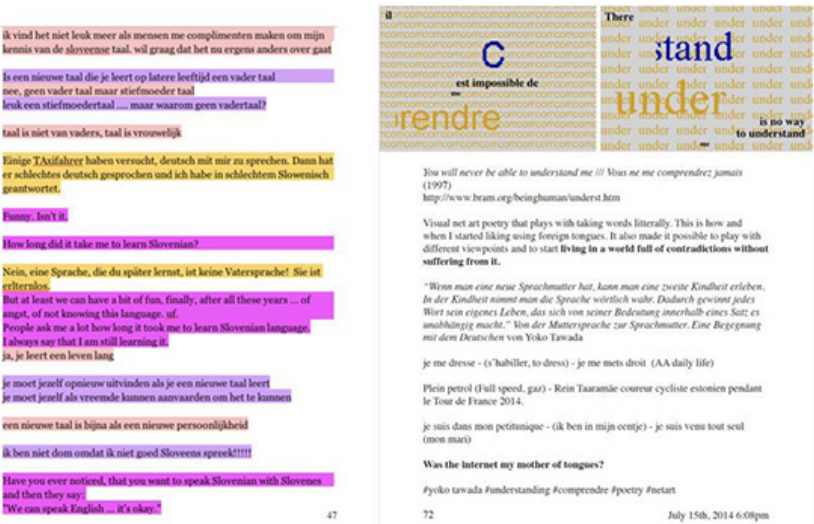 ik vind het niet leuk meer als mensen me complimenten maken om mijn
kennis van de sloveense taal. wil graag dat het nu ergens anders over gaat
Is een nieuwe taal die je leert op latere leeftijd een vader taal
nee, geen vader taal maar stiefmoeder taal
leuk een stiefmoedertaal .... maar waarom geen vadertaal?
taal is niet van vaders, taal is vrouwelijk
Einige TAxifahrer haben versucht, deutsch mit mir zu sprechen. Dann hat
er schlechtes deutsch gesprochen und ich habe in schlechtem Slowenisch
geantwortet.
Funny. Isn't it.
How long did it take me to learn Slovenian?
Nein, eine Sprache, die du später lernst, ist keine Vatersprache! Sie ist
erlternlos.
But at least we can have a bit of fun, finally, after all these years ... of
angst, of not knowing this language. uf.
People ask me a lot how long it took me to learn Slovenian language.
I always say that I am still learning it.
ja, je leert een leven lang
je moet jezelf opnieuw uitvinden als je een nieuwe taal leert
je moet jezelf als vreemde kunnen aanvaarden om het te kunnen
een nieuwe taal is bijna als een nieuwe persoonlijkheid
ik ben niet dom omdat ik niet goed Sloveens spreek!!!!!
Have you ever noticed, that you want to speak Slovenian with Slovenes
and then they say:
"We can speak English ... it's okay."
47
il
c
est impossible de
me
rendre
There
stand
under
is no way
to understand
me
You will never be able to understand me /// Vous ne me comprendrez jamais
(1997)
http://www.bram.org/beinghuman/underst.htm
Visual net art poetry that plays with taking words litterally. This is how and
when I started liking using foreign tongues. It also made it possible to play with
different viewpoints and to start living in a world full of contradictions without
suffering from it.
"Wenn man eine neue Sprachmutter hat, kann man eine zweite Kindheit erleben.
In der Kindheit nimmt man die Sprache wörtlich wahr. Dadurch gewinnt jedes
Wort sein eigenes Leben, das sich von seiner Bedeutung innerhalb eines Satz es
unabhängig macht." Von der Muttersprache zur Sprachmutter. Eine Begegnung
mit dem Deutschen von Yoko Tawada
je me dresse - (s'habiller, to dress) - je me mets droit (AA daily life)
Plein petrol (Full speed, gaz) - Rein Taaramäe coureur cycliste estonien pendant
le Tour de France 2014.
je suis dans mon petitunique - (ik ben in mijn eentje) - je suis venu tout seul
(mon mari)
Was the internet my mother of tongues?
#yoko tawada #understanding #comprendre #poetry #netart
72
July 15th, 2014 6:08pm